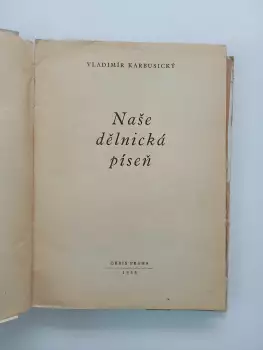 VLADIMÍR KARBUSICKÝ
Naše
dělnická
píseň
ORBIS PRAHA
1953